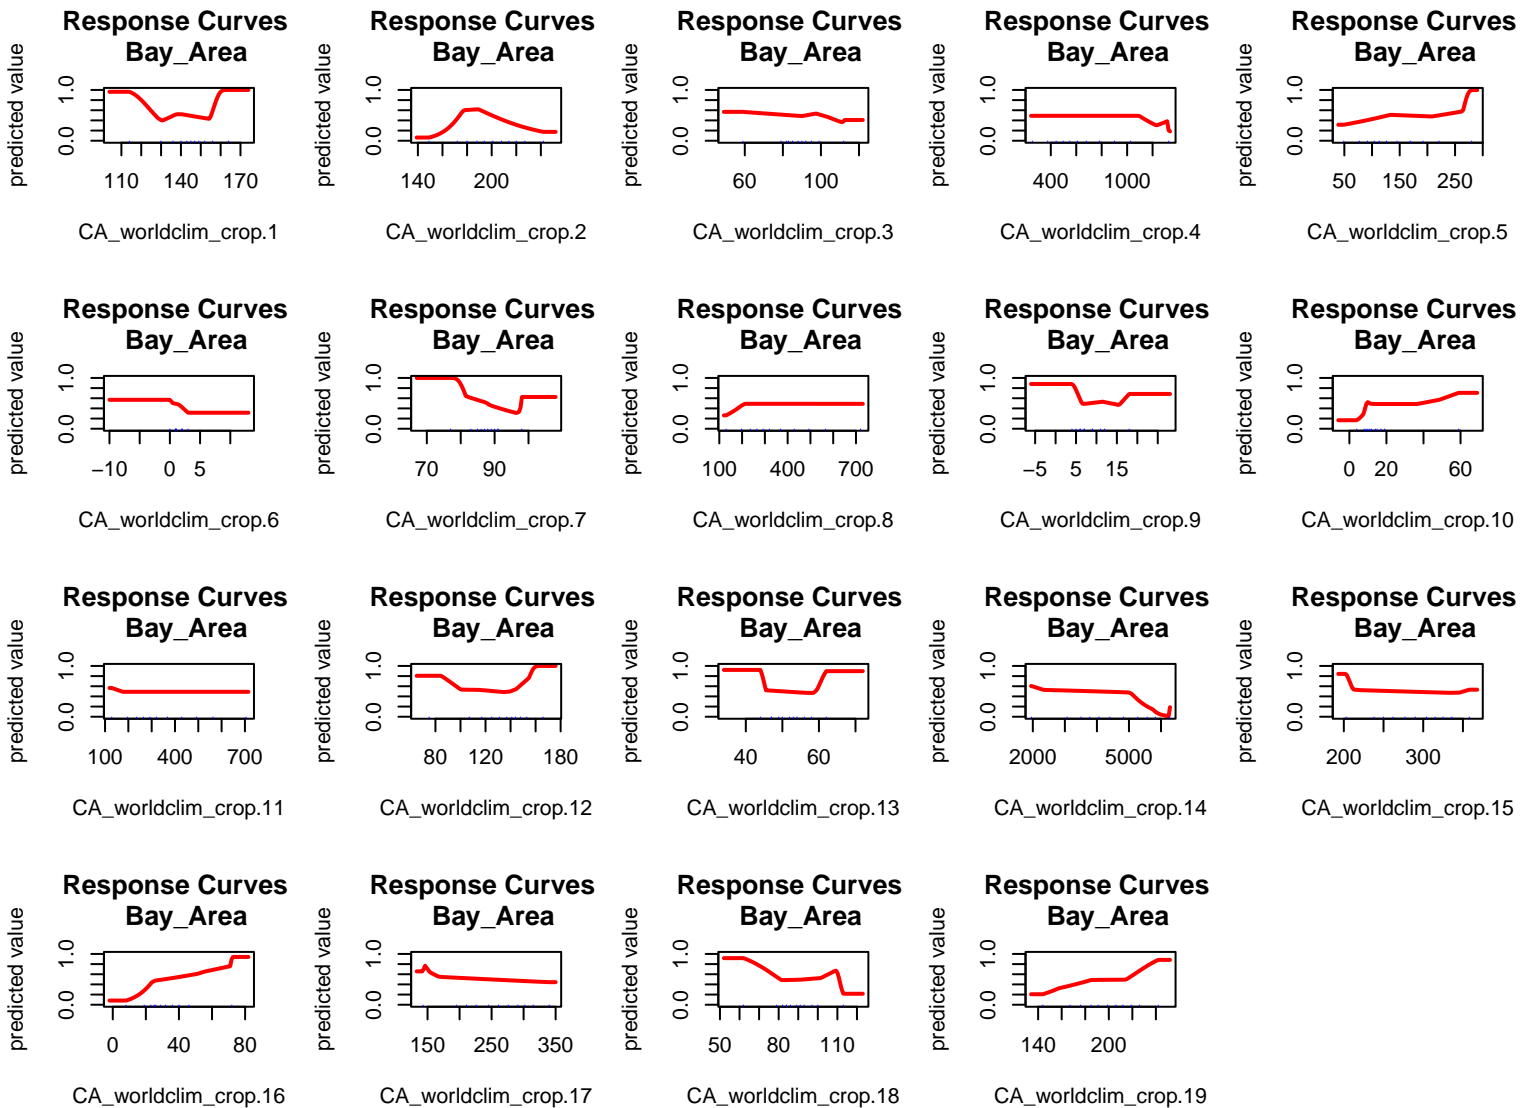 Response Curves
Bay_Area
predicted value
0.0 1.0
110 140 170
CA_worldclim_crop.1
Response Curves
Bay_Area
predicted value
0.0 1.0
140 200
CA_worldclim_crop.2
Response Curves
Bay_Area
predicted value
0.0 1.0
60 100
CA_worldclim_crop.3
Response Curves
Bay_Area
predicted value
0.0 1.0
400 1000
CA_worldclim_crop.4
Response Curves
Bay_Area
predicted value
0.0 1.0
50 150 250
CA_worldclim_crop.5
Response Curves
Bay_Area
predicted value
0.0 1.0
−10 0 5
CA_worldclim_crop.6
Response Curves
Bay_Area
predicted value
0.0 1.0
70 90
CA_worldclim_crop.7
Response Curves
Bay_Area
predicted value
0.0 1.0
100 400 700
CA_worldclim_crop.8
Response Curves
Bay_Area
predicted value
0.0 1.0
−5 5 15
CA_worldclim_crop.9
Response Curves
Bay_Area
predicted value
0.0 1.0
0 20 60
CA_worldclim_crop.10
Response Curves
Bay_Area
predicted value
0.0 1.0
100 400 700
CA_worldclim_crop.11
Response Curves
Bay_Area
predicted value
0.0 1.0
80 120 180
CA_worldclim_crop.12
Response Curves
Bay_Area
predicted value
0.0 1.0
40 60
CA_worldclim_crop.13
Response Curves
Bay_Area
predicted value
0.0 1.0
2000 5000
CA_worldclim_crop.14
Response Curves
Bay_Area
predicted value
0.0 1.0
200 300
CA_worldclim_crop.15
Response Curves
Bay_Area
predicted value
0.0 1.0
0 40 80
CA_worldclim_crop.16
Response Curves
Bay_Area
predicted value
0.0 1.0
150 250 350
CA_worldclim_crop.17
Response Curves
Bay_Area
predicted value
0.0 1.0
50 80 110
CA_worldclim_crop.18
Response Curves
Bay_Area
predicted value
0.0 1.0
140 200
CA_worldclim_crop.19